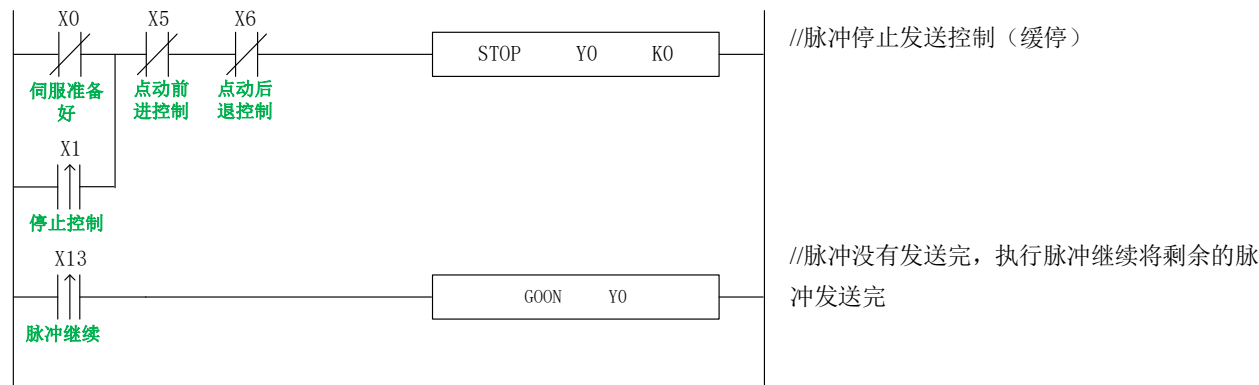 X0 X5 X6
STOP Y0 K0
//脉冲停止发送控制（缓停）
伺服准备
好
点动前
进控制
点动后
退控制
X1
停止控制
X13
GOON Y0
//脉冲没有发送完，执行脉冲继续将剩余的脉
冲发送完
脉冲继续